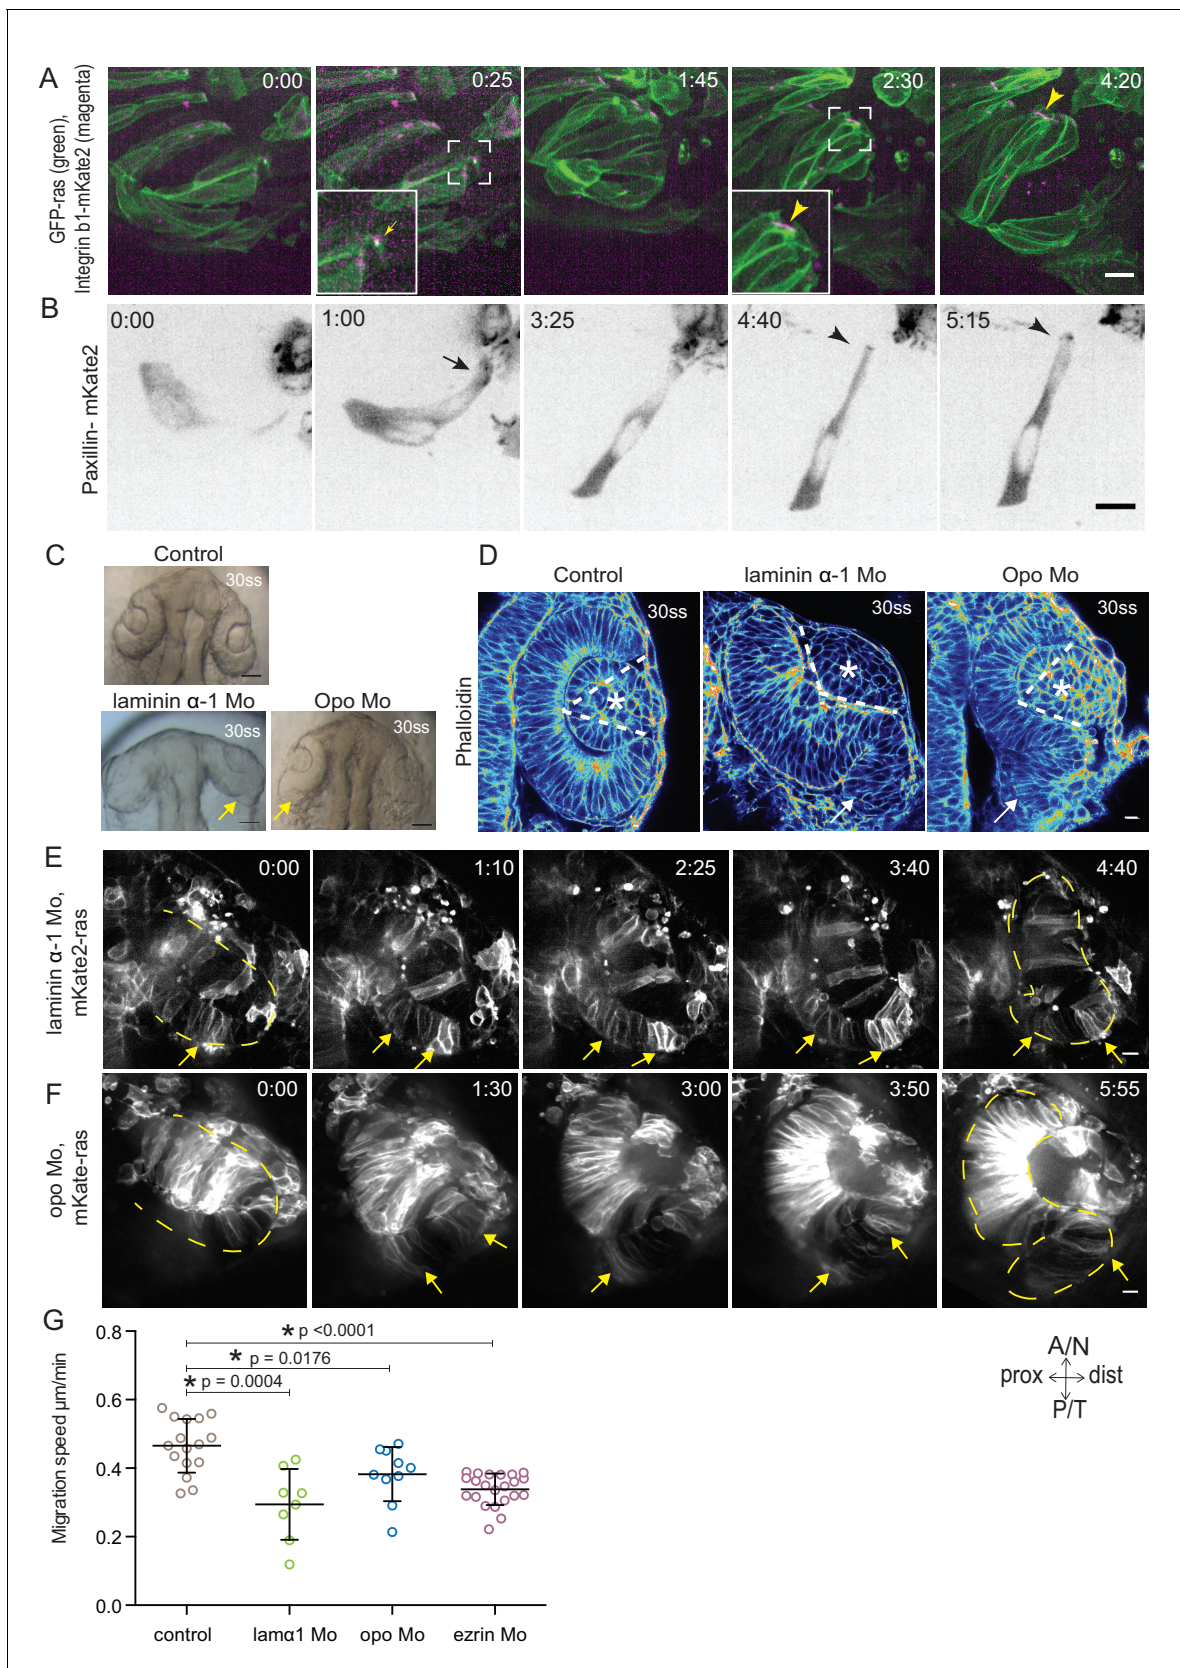 A
GFP-ras (green),
Integrin b1-mKate2 (magenta)
0:00
0:25
1:45
2:30
4:20
B
Paxillin- mKate2
0:00
1:00
3:25
4:40
5:15
C
Control
30ss
laminin α-1 Mo
30ss
Opo Mo
30ss
D
Phalloidin
Control
30ss
*
laminin α-1 Mo
30ss
*
Opo Mo
30ss
*
E
laminin α-1 Mo,
mKate2-ras
0:00
1:10
2:25
3:40
4:40
F
opo Mo,
mKate-ras
0:00
1:30
3:00
3:50
5:55
G
Migration speed µm/min
0.8
0.6
0.4
0.2
0.0
* p <0.0001
* p = 0.0176
* p = 0.0004
control
lamα1 Mo
opo Mo
ezrin Mo
A/N
prox
dist
P/T